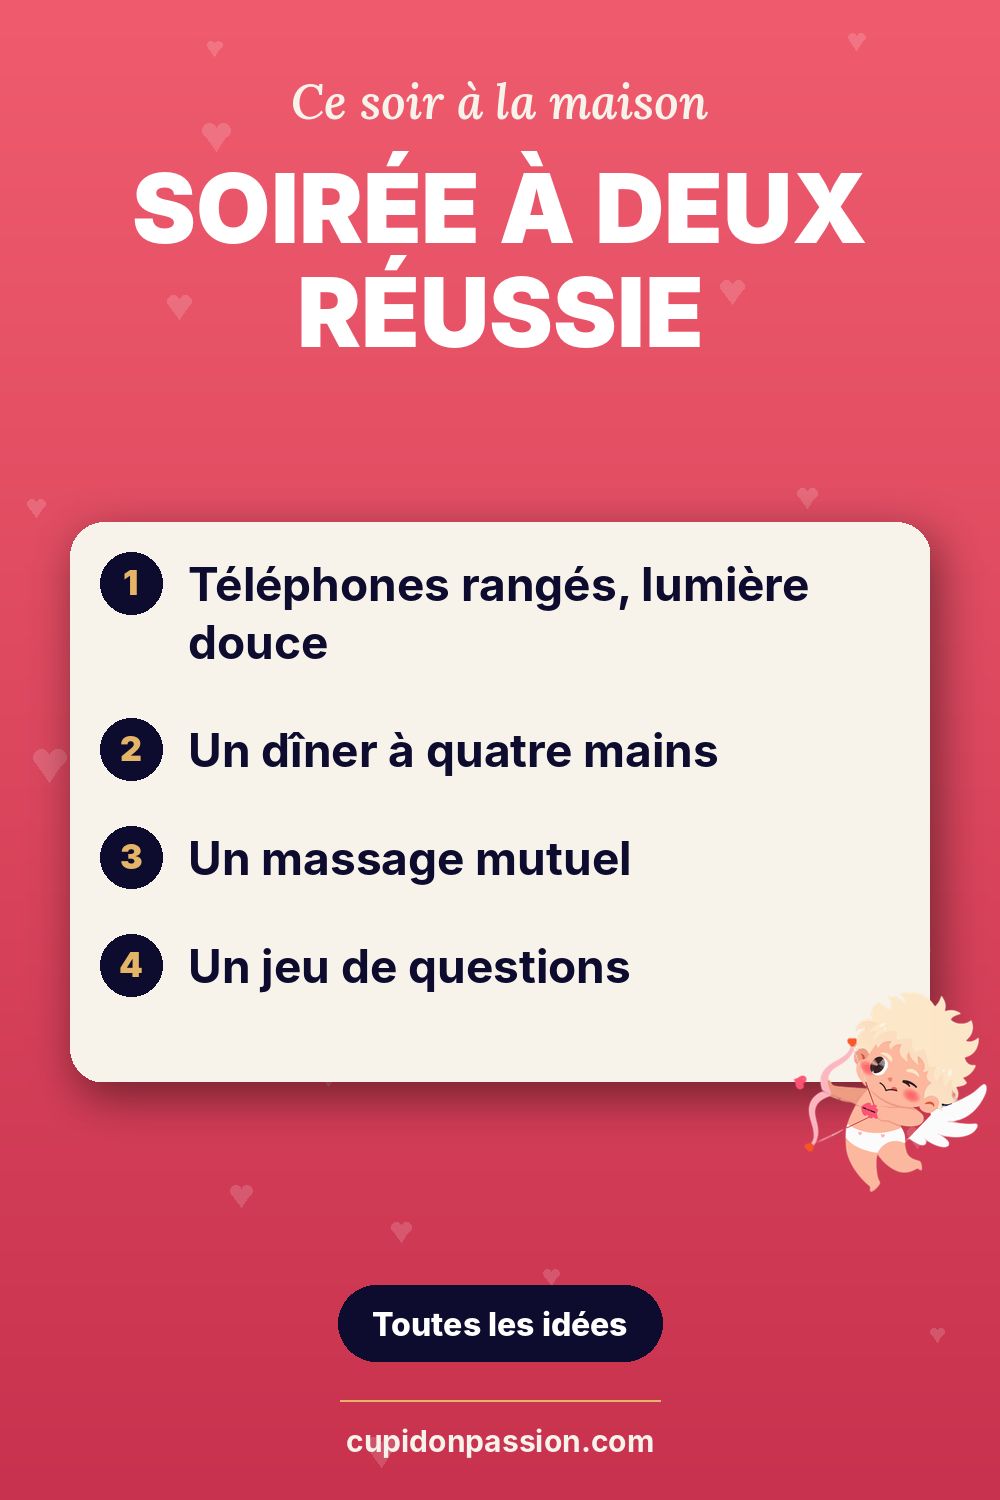 Ce soir à la maison
SOIRÉE À DEUX
RÉUSSIE
1 Téléphones rangés, lumière
douce
2 Un dîner à quatre mains
3 Un massage mutuel
4 Un jeu de questions
Toutes les idées
cupidonpassion.com